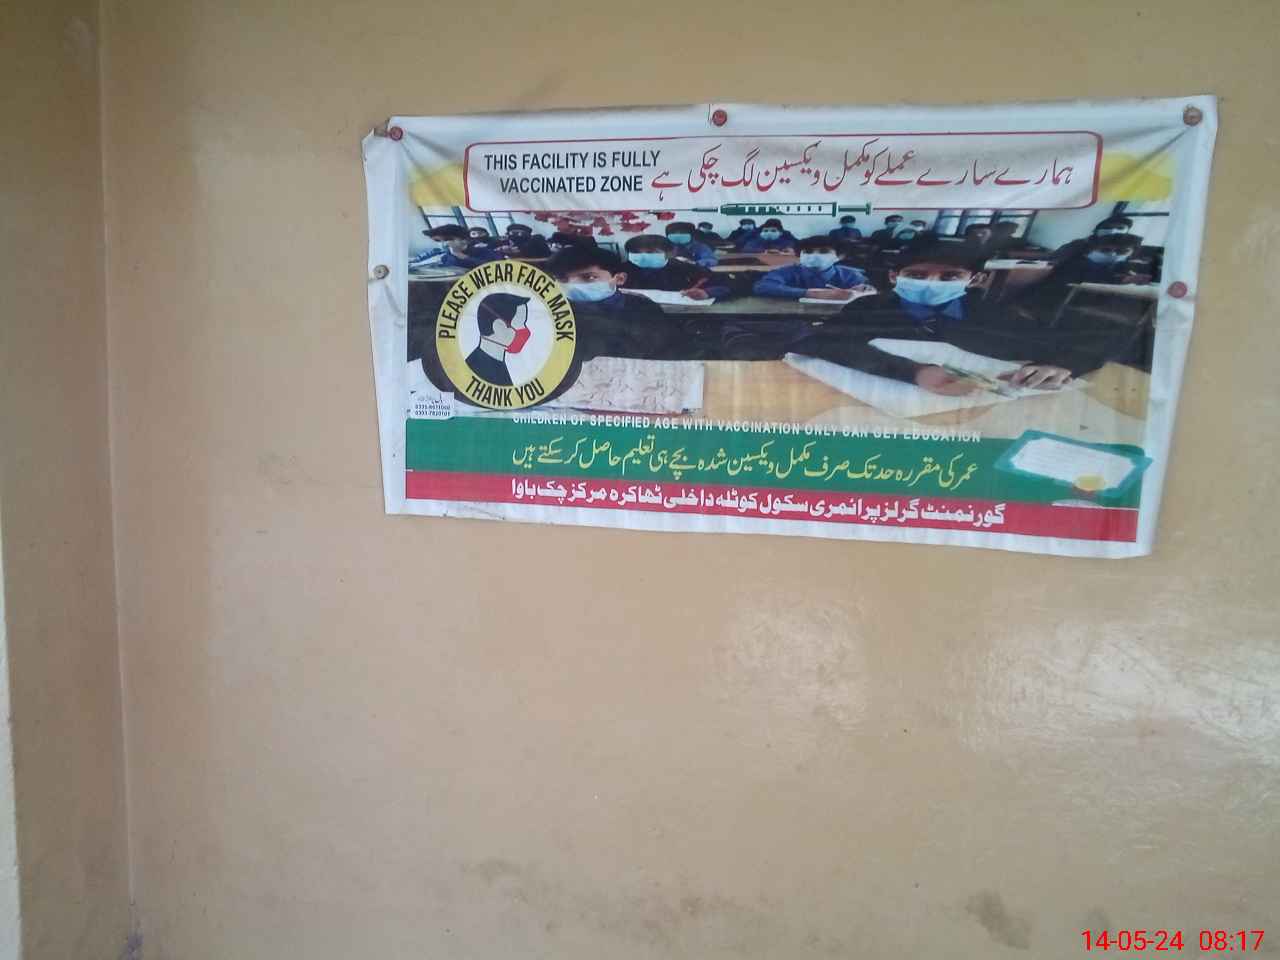 THIS FACILITY IS FULLY
VACCINATED ZONE
ہمارے سارے عملے کو مکمل ویکسین لگ چکی ہے
PLEASE WEAR FACE MASK
THANK YOU
CHILDREN OF SPECIFIED AGE WITH VACCINATION ONLY CAN GET EDUCATION
عمر کی مقررہ حد تک صرف مکمل ویکسین شدہ بچے ہی تعلیم حاصل کر سکتے ہیں
گورنمنٹ گرلز پرائمری سکول کوٹلہ داخلی ٹھاکرہ مرکز چک باوا
14-05-24 08:17